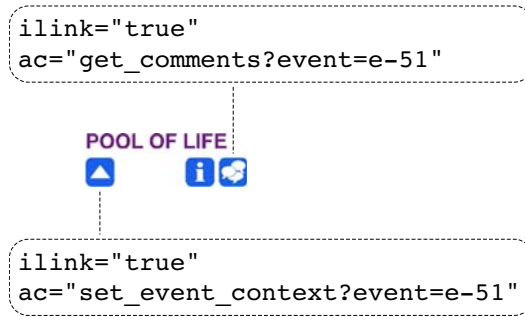 ilink="true"
ac="get_comments?event=e-51"
POOL OF LIFE
i
ilink="true"
ac="set_event_context?event=e-51"